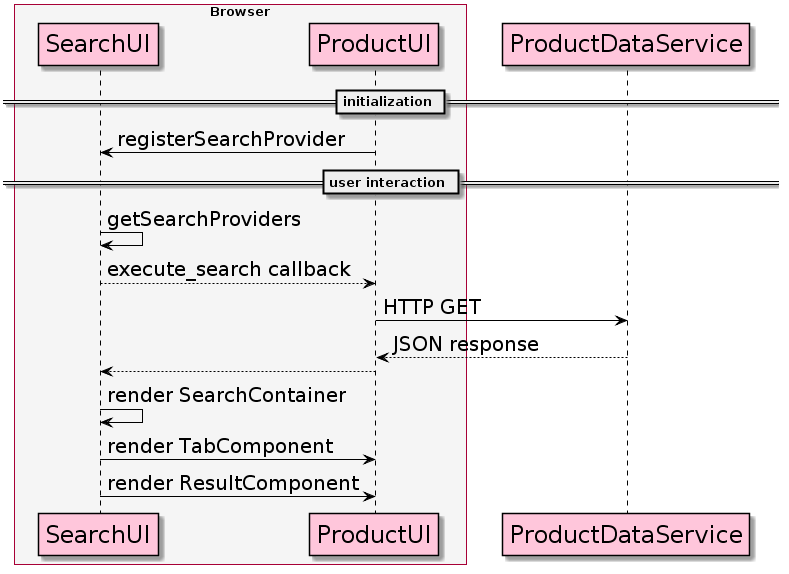 Browser
SearchUI
ProductUI
ProductDataService
initialization
registerSearchProvider
user interaction
getSearchProviders
execute_search callback
HTTP GET
JSON response
render SearchContainer
render TabComponent
render ResultComponent
SearchUI
ProductUI
ProductDataService